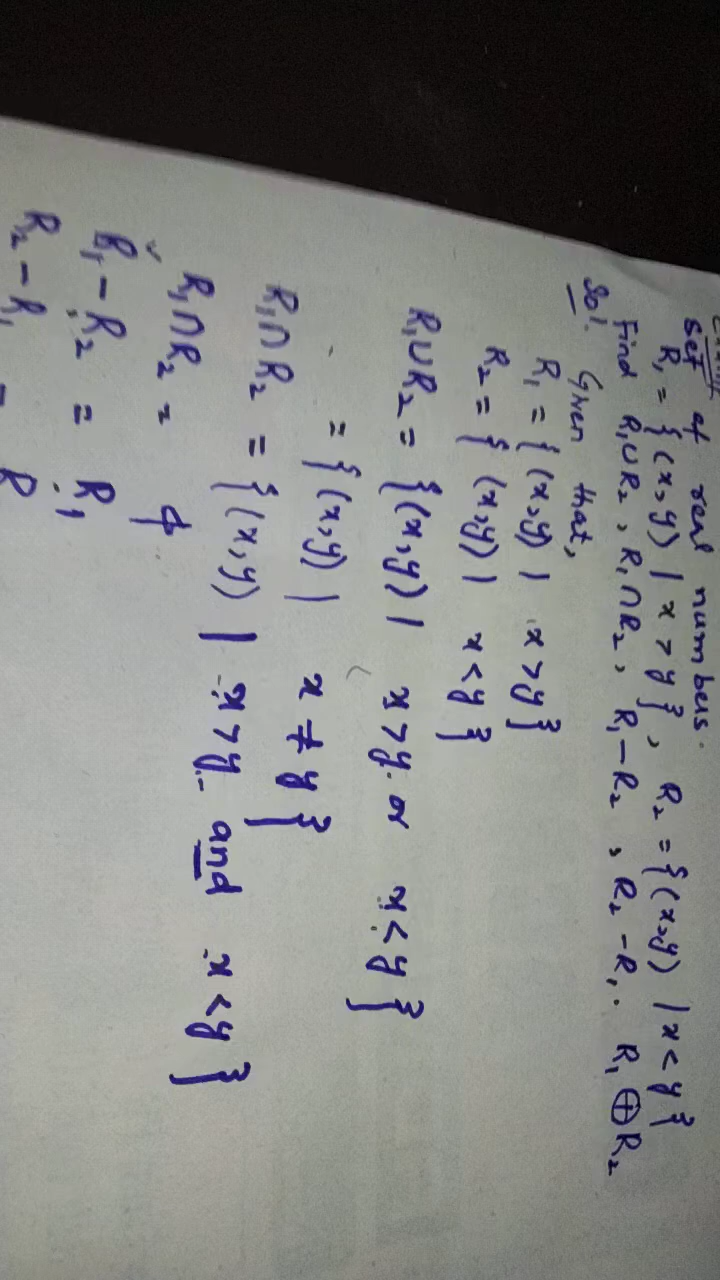 set of real numbers.
R₁ = {(x,y) | x > y}, R₂ = {(x,y) | x < y}
Find R₁∪R₂, R₁∩R₂, R₁-R₂, R₂-R₁. R₁⊕R₂
Sol. Given that,
R₁ = {(x,y) | x>y}
R₂ = {(x,y) | x<y}
R₁∪R₂ = {(x,y) | x>y or x<y}
= {(x,y) | x ≠ y}
R₁∩R₂ = {(x,y) | x>y and x<y}
R₁∩R₂ = ϕ
R₁-R₂ = R₁
R₂-R₁ = R